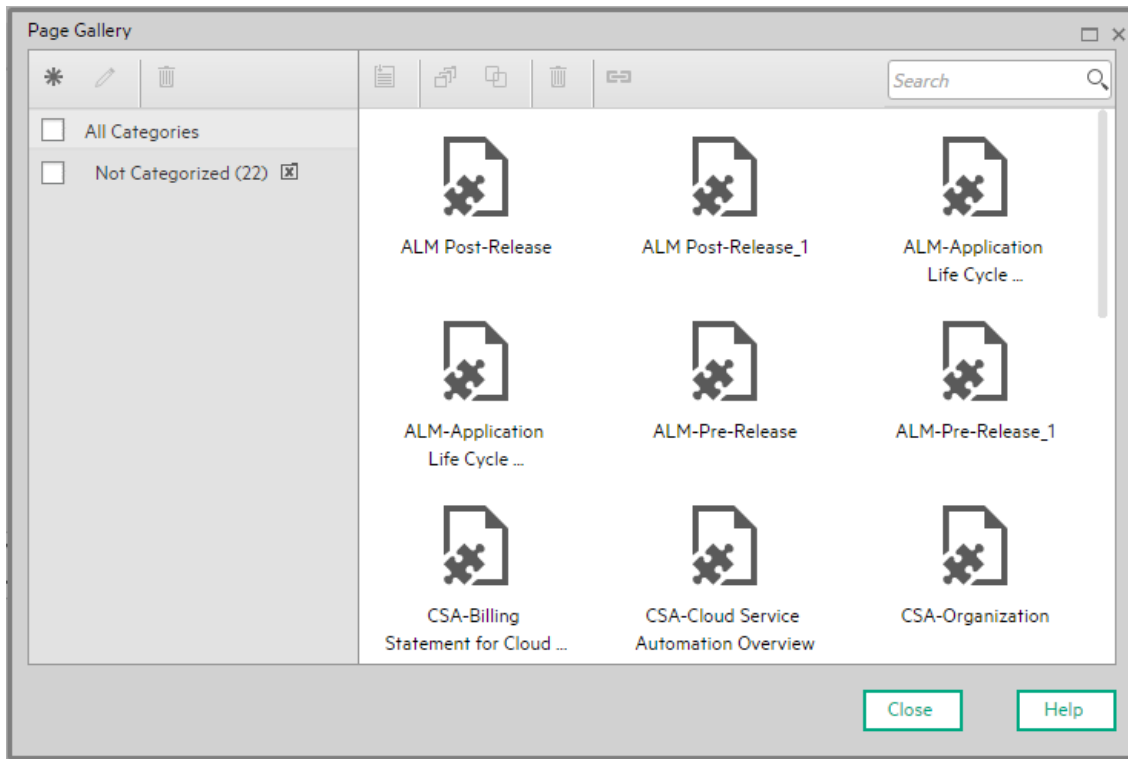 Page Gallery
Search
All Categories
Not Categorized (22)
ALM Post-Release
ALM Post-Release_1
ALM-Application
Life Cycle ...
ALM-Application
Life Cycle ...
ALM-Pre-Release
ALM-Pre-Release_1
CSA-Billing
Statement for Cloud ...
CSA-Cloud Service
Automation Overview
CSA-Organization
Close
Help